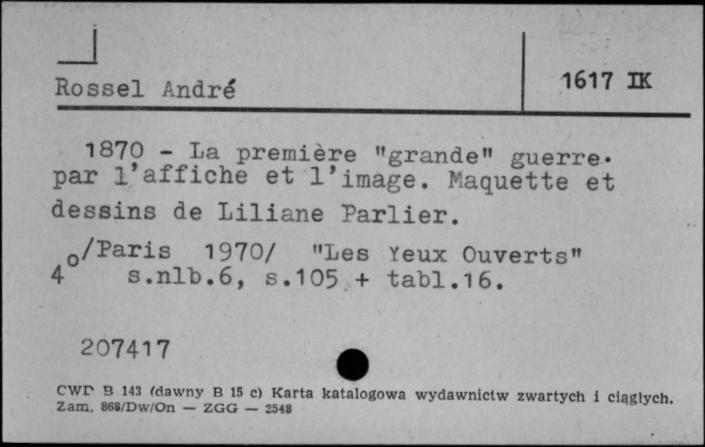 Rossel André
1617 IK
1870 - La première "grande" guerre.
par l'affiche et l'image. Maquette et
dessins de Liliane Parlier.
/Paris 1970/ "Les Yeux Ouverts"
4° s.nlb.6, s.105 + tabl.16.
207417
CWD B 143 (dawny B 15 c) Karta katalogowa wydawnictw zwartych i ciągłych.
Zam. 868/Dw/On — ZGG — 2548